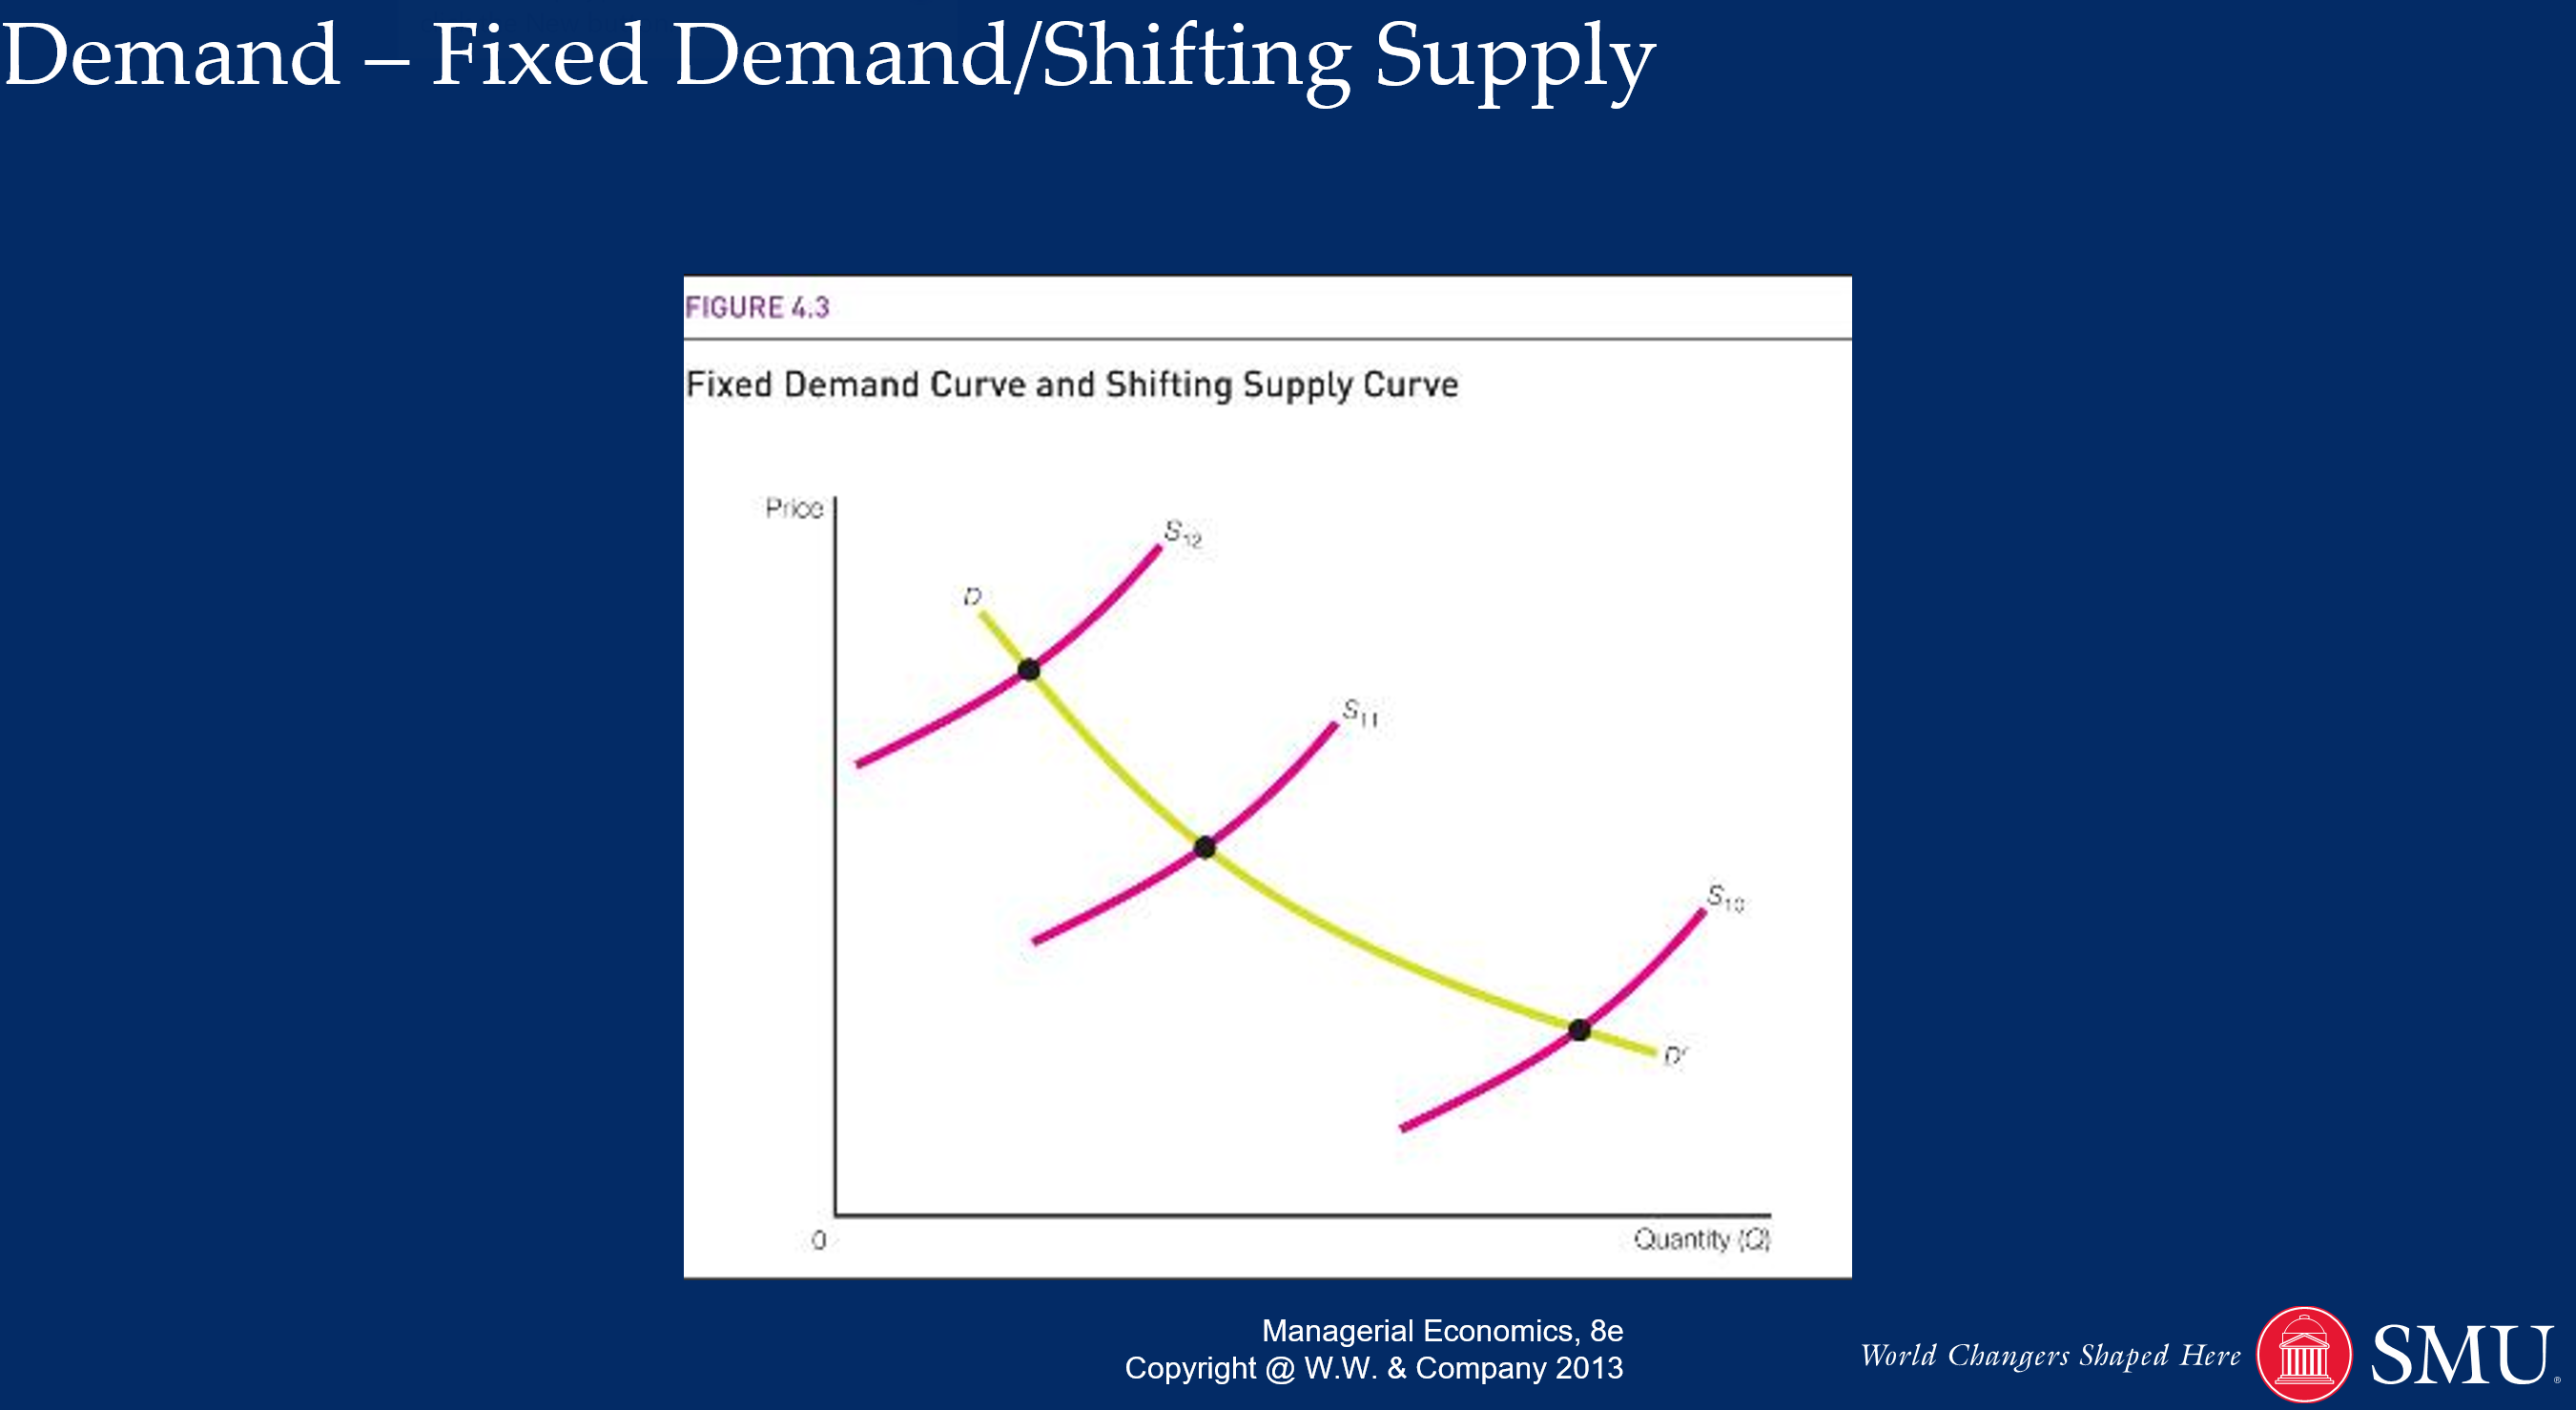 Demand – Fixed Demand/Shifting Supply
FIGURE 4.3
Fixed Demand Curve and Shifting Supply Curve
Price
S12
D
S11
S10
D'
0
Quantity (Q)
Managerial Economics, 8e
Copyright @ W.W. & Company 2013
World Changers Shaped Here
SMU®